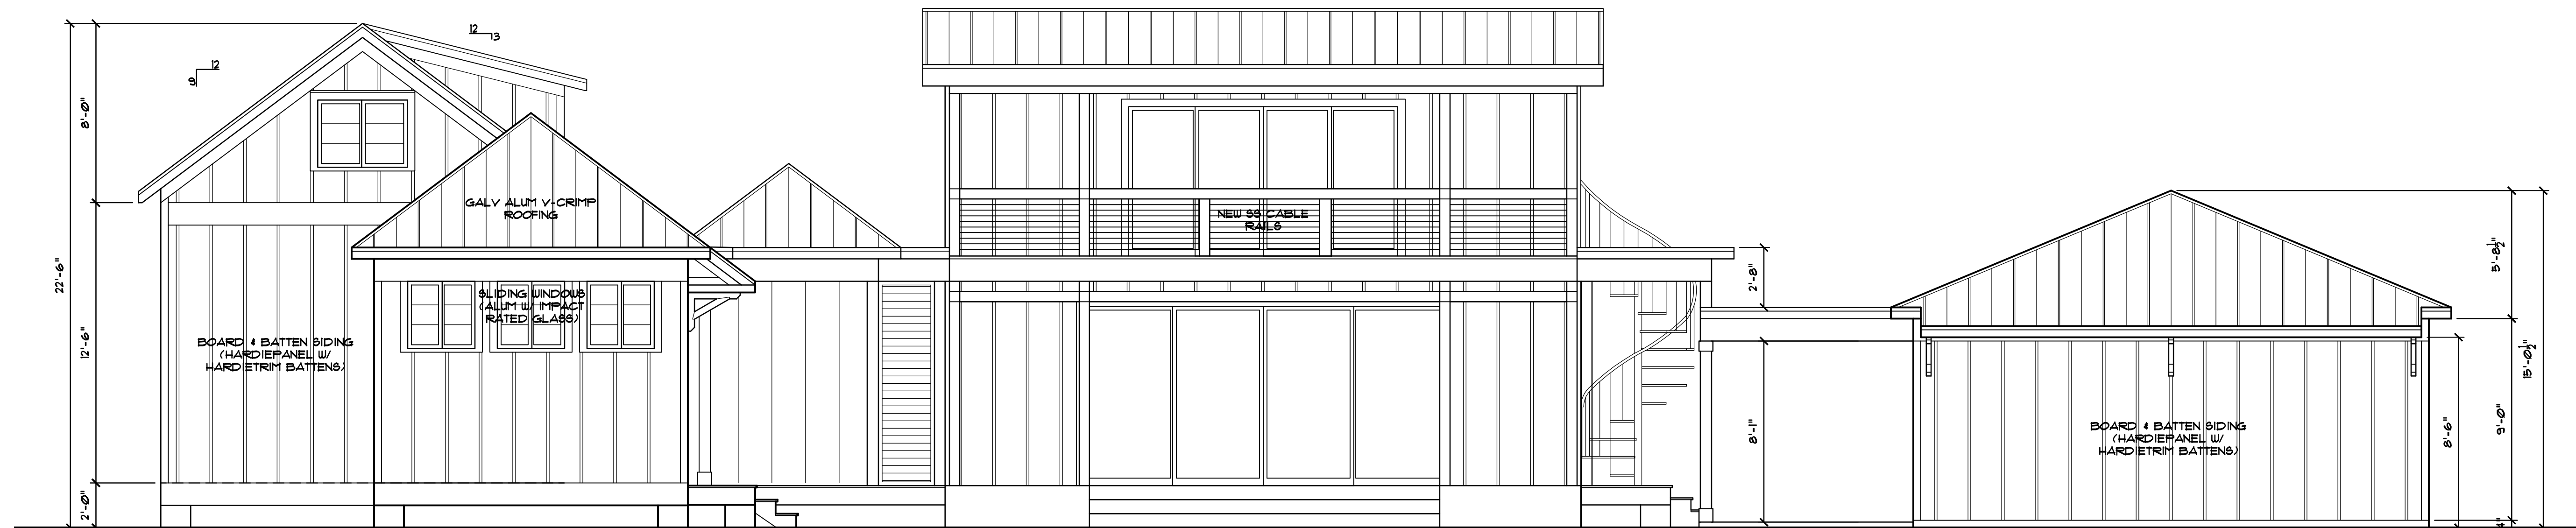 12
3
12
9
8'-0"
22'-6"
12'-6"
2'-0"
GALV ALUM V-CRIMP
ROOFING
SLIDING WINDOWS
(ALUM W/ IMPACT
RATED GLASS)
BOARD & BATTEN SIDING
(HARDIEPANEL W/
HARDIETRIM BATTENS)
NEW SS CABLE
RAILS
2'-8"
8'-1"
BOARD & BATTEN SIDING
(HARDIEPANEL W/
HARDIETRIM BATTENS)
5'-8½"
15'-0½"
8'-6"
9'-0"